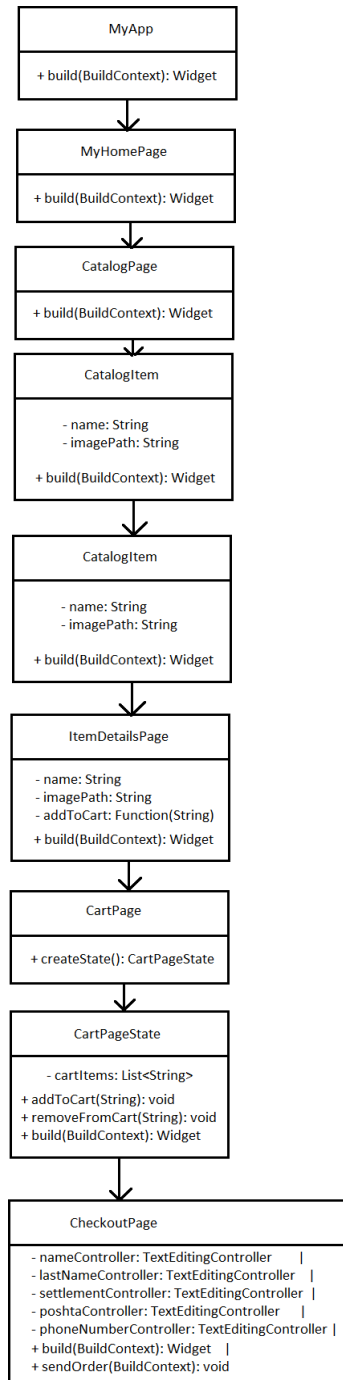 MyApp
+ build(BuildContext): Widget
MyHomePage
+ build(BuildContext): Widget
CatalogPage
+ build(BuildContext): Widget
CatalogItem
- name: String
- imagePath: String
+ build(BuildContext): Widget
CatalogItem
- name: String
- imagePath: String
+ build(BuildContext): Widget
ItemDetailsPage
- name: String
- imagePath: String
- addToCart: Function(String)
+ build(BuildContext): Widget
CartPage
+ createState(): CartPageState
CartPageState
- cartItems: List<String>
+ addToCart(String): void
+ removeFromCart(String): void
+ build(BuildContext): Widget
CheckoutPage
- nameController: TextEditingController |
- lastNameController: TextEditingController |
- settlementController: TextEditingController |
- poshtaController: TextEditingController |
- phoneNumberController: TextEditingController |
+ build(BuildContext): Widget |
+ sendOrder(BuildContext): void